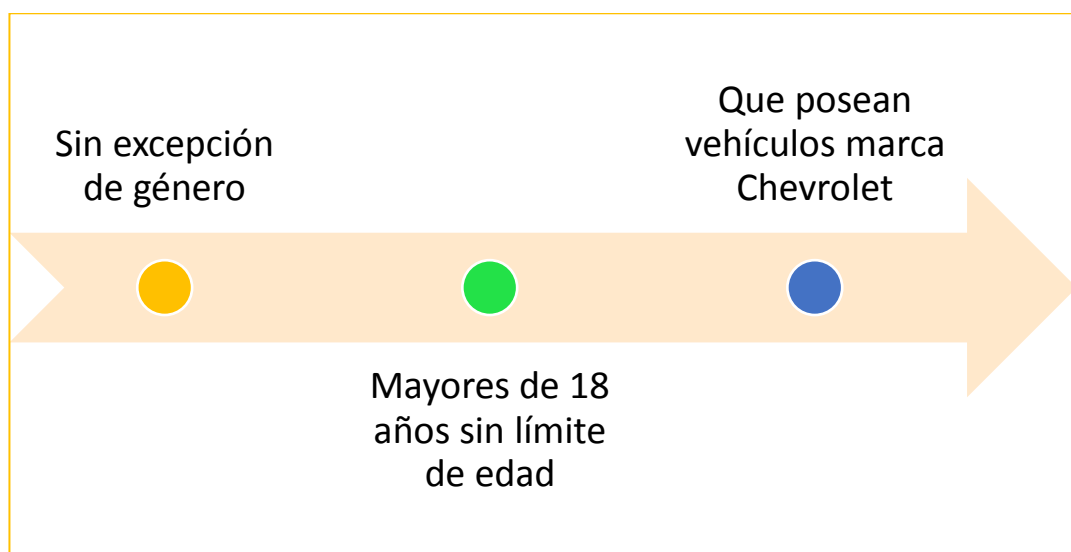 Sin excepción
de género
Mayores de 18
años sin límite
de edad
Que posean
vehículos marca
Chevrolet